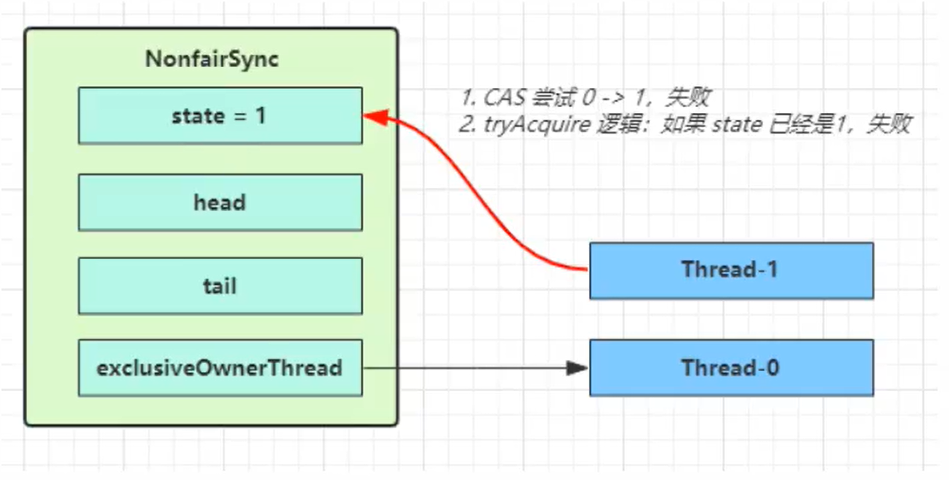 NonfairSync
state = 1
1. CAS 尝试 0 -> 1，失败
2. tryAcquire 逻辑：如果 state 已经是1，失败
head
tail
Thread-1
exclusiveOwnerThread
Thread-0